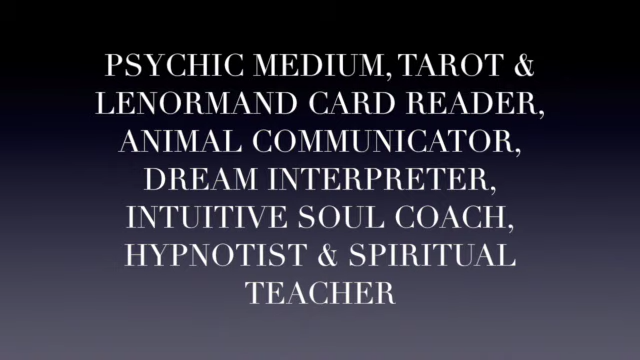 PSYCHIC MEDIUM, TAROT &
LENORMAND CARD READER,
ANIMAL COMMUNICATOR,
DREAM INTERPRETER,
INTUITIVE SOUL COACH,
HYPNOTIST & SPIRITUAL
TEACHER